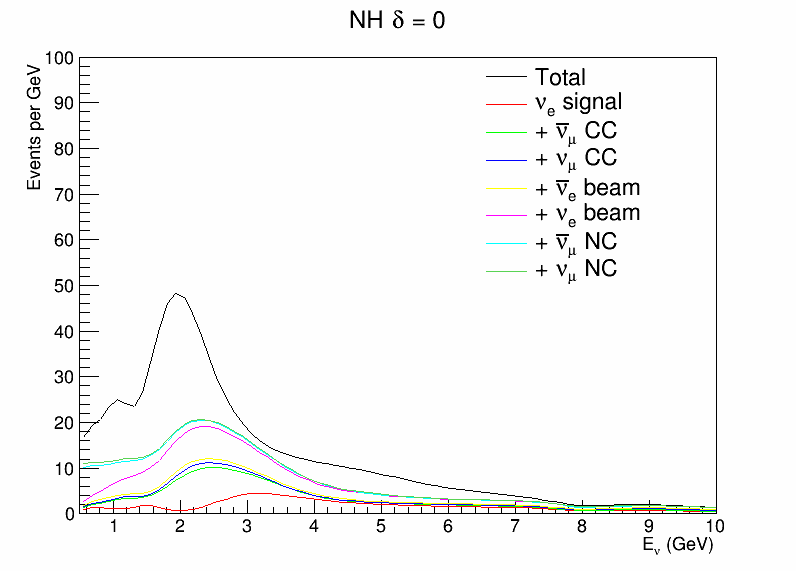 NH δ = 0
Events per GeV
100
90
80
70
60
50
40
30
20
10
0
Total
νe signal
+ ν̅μ CC
+ νμ CC
+ ν̅e beam
+ νe beam
+ ν̅μ NC
+ νμ NC
1 2 3 4 5 6 7 8 9 10
Eν (GeV)